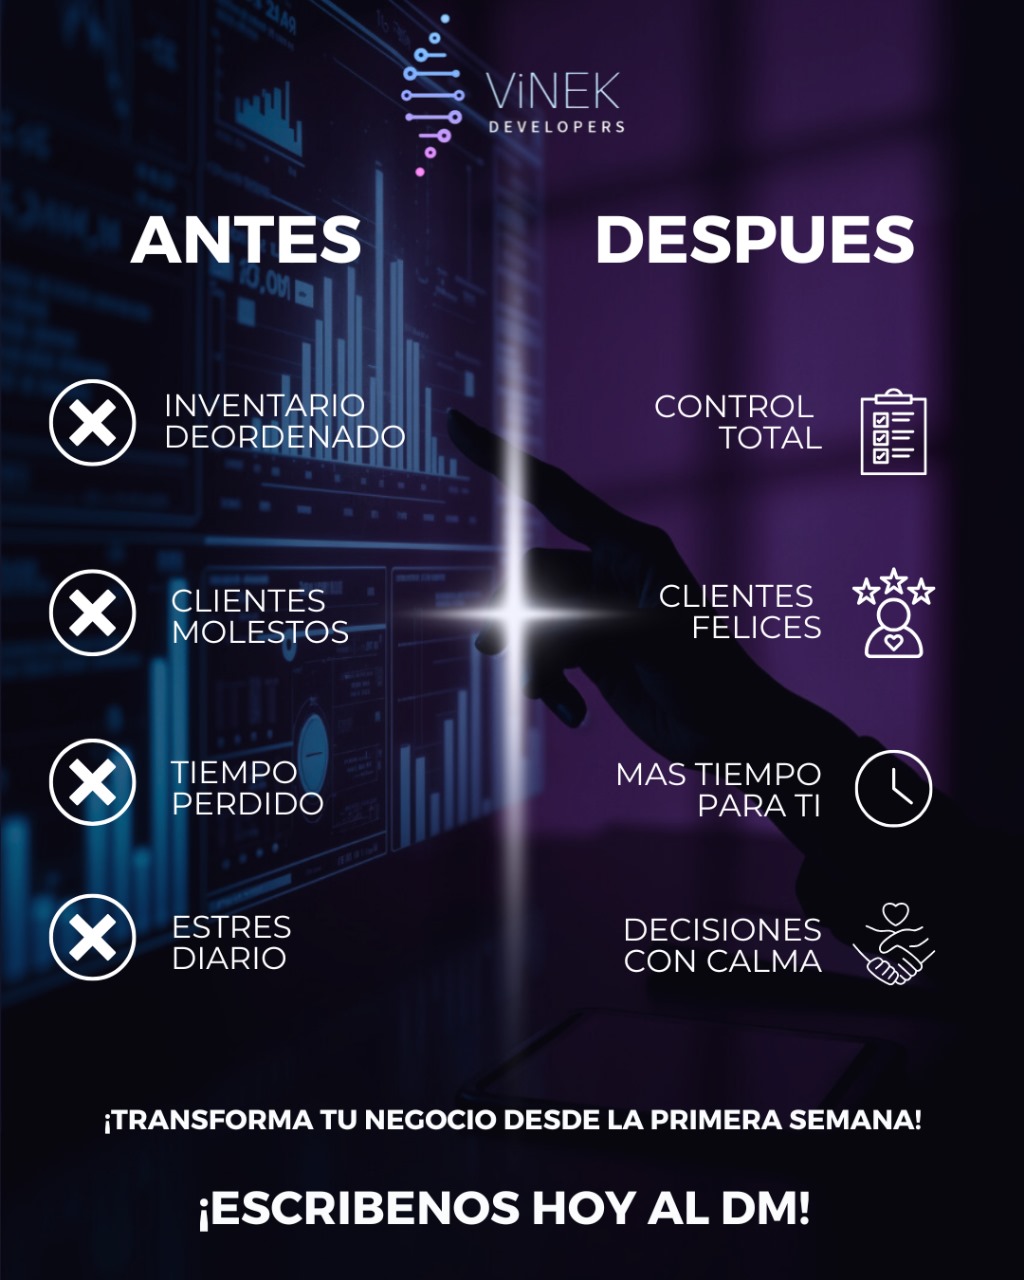 ViNEK
DEVELOPERS
ANTES
DESPUES
INVENTARIO
DEORDENADO
CONTROL
TOTAL
CLIENTES
MOLESTOS
CLIENTES
FELICES
TIEMPO
PERDIDO
MAS TIEMPO
PARA TI
ESTRES
DIARIO
DECISIONES
CON CALMA
¡TRANSFORMA TU NEGOCIO DESDE LA PRIMERA SEMANA!
¡ESCRIBENOS HOY AL DM!